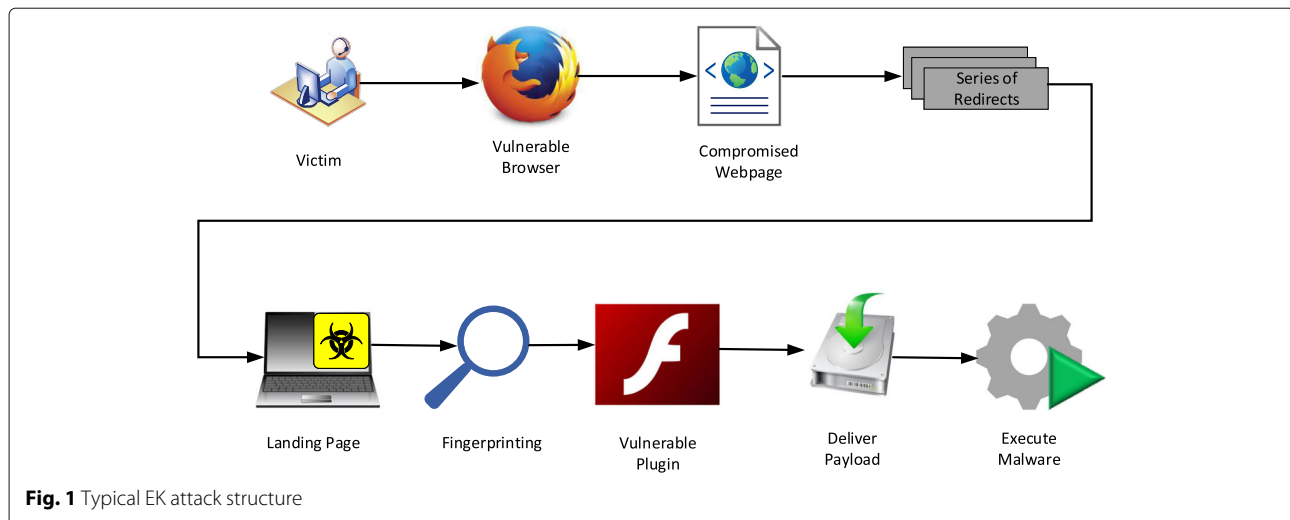 Series of
Redirects
Victim
Vulnerable
Browser
Compromised
Webpage
Landing Page
Fingerprinting
Vulnerable
Plugin
Deliver
Payload
Execute
Malware
Fig. 1 Typical EK attack structure